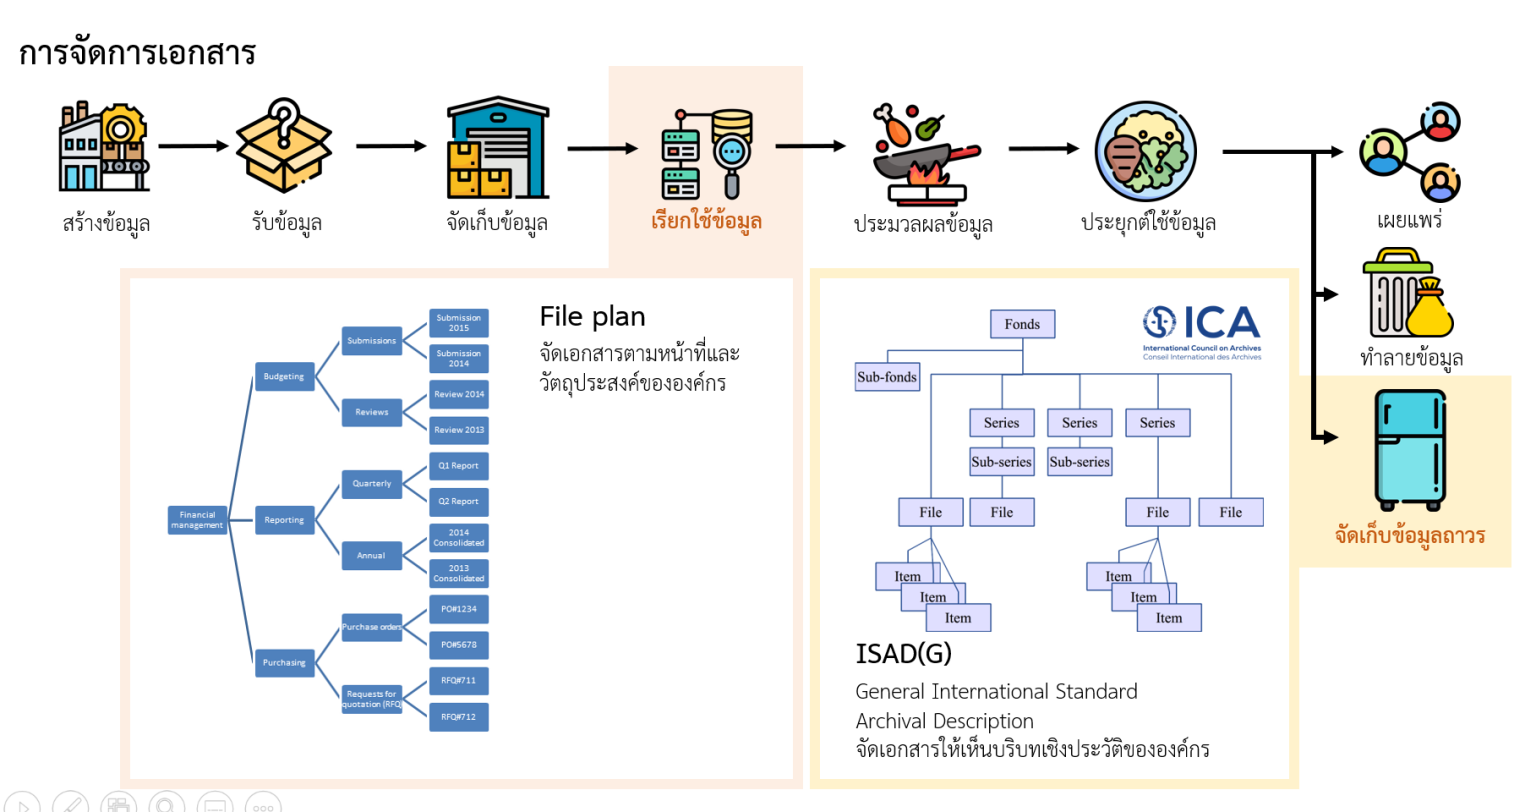 การจัดการเอกสาร
สร้างข้อมูล
รับข้อมูล
จัดเก็บข้อมูล
เรียกใช้ข้อมูล
ประมวลผลข้อมูล
ประยุกต์ใช้ข้อมูล
เผยแพร่
ทำลายข้อมูล
จัดเก็บข้อมูลถาวร
File plan
จัดเอกสารตามหน้าที่และ
วัตถุประสงค์ขององค์กร
Financial
management
Budgeting
Submissions
Submission
2015
Submission
2014
Reviews
Review 2014
Review 2013
Reporting
Quarterly
Q1 Report
Q2 Report
Annual
2014
Consolidated
2013
Consolidated
Purchasing
Purchase orders
PO#1234
PO#5678
Requests for
quotation (RFQ)
RFQ#711
RFQ#712
ICA
International Council on Archives
Conseil International des Archives
Fonds
Sub-fonds
Series
Series
Series
Sub-series
Sub-series
File
File
File
File
Item
Item
Item
Item
Item
Item
ISAD(G)
General International Standard
Archival Description
จัดเอกสารให้เห็นบริบทเชิงประวัติขององค์กร